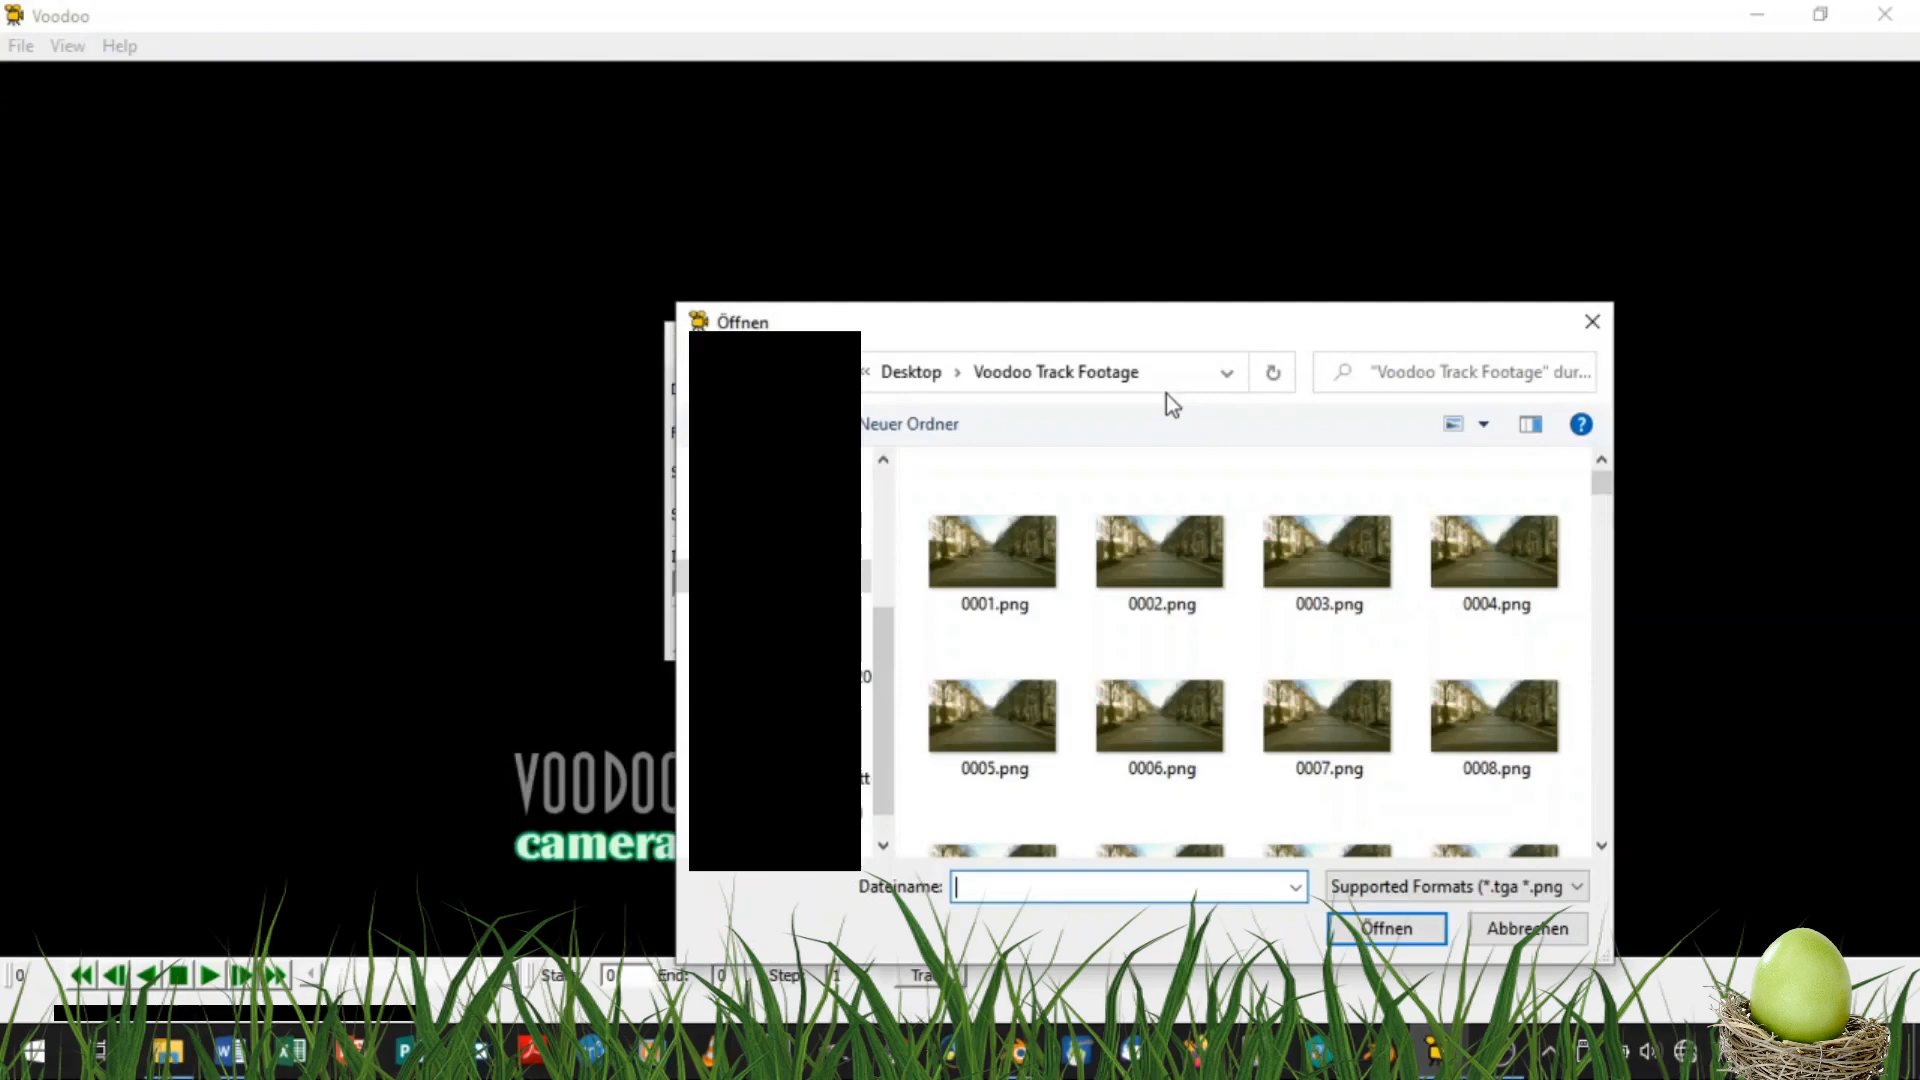 Voodoo
File View Help
Öffnen
« Desktop › Voodoo Track Footage
"Voodoo Track Footage" dur...
Neuer Ordner
0001.png 0002.png 0003.png 0004.png
0005.png 0006.png 0007.png 0008.png
VOODOO
camera
Dateiname:
Supported Formats (*.tga *.png
Öffnen Abbrechen
0 0 End: 0 Step: 1